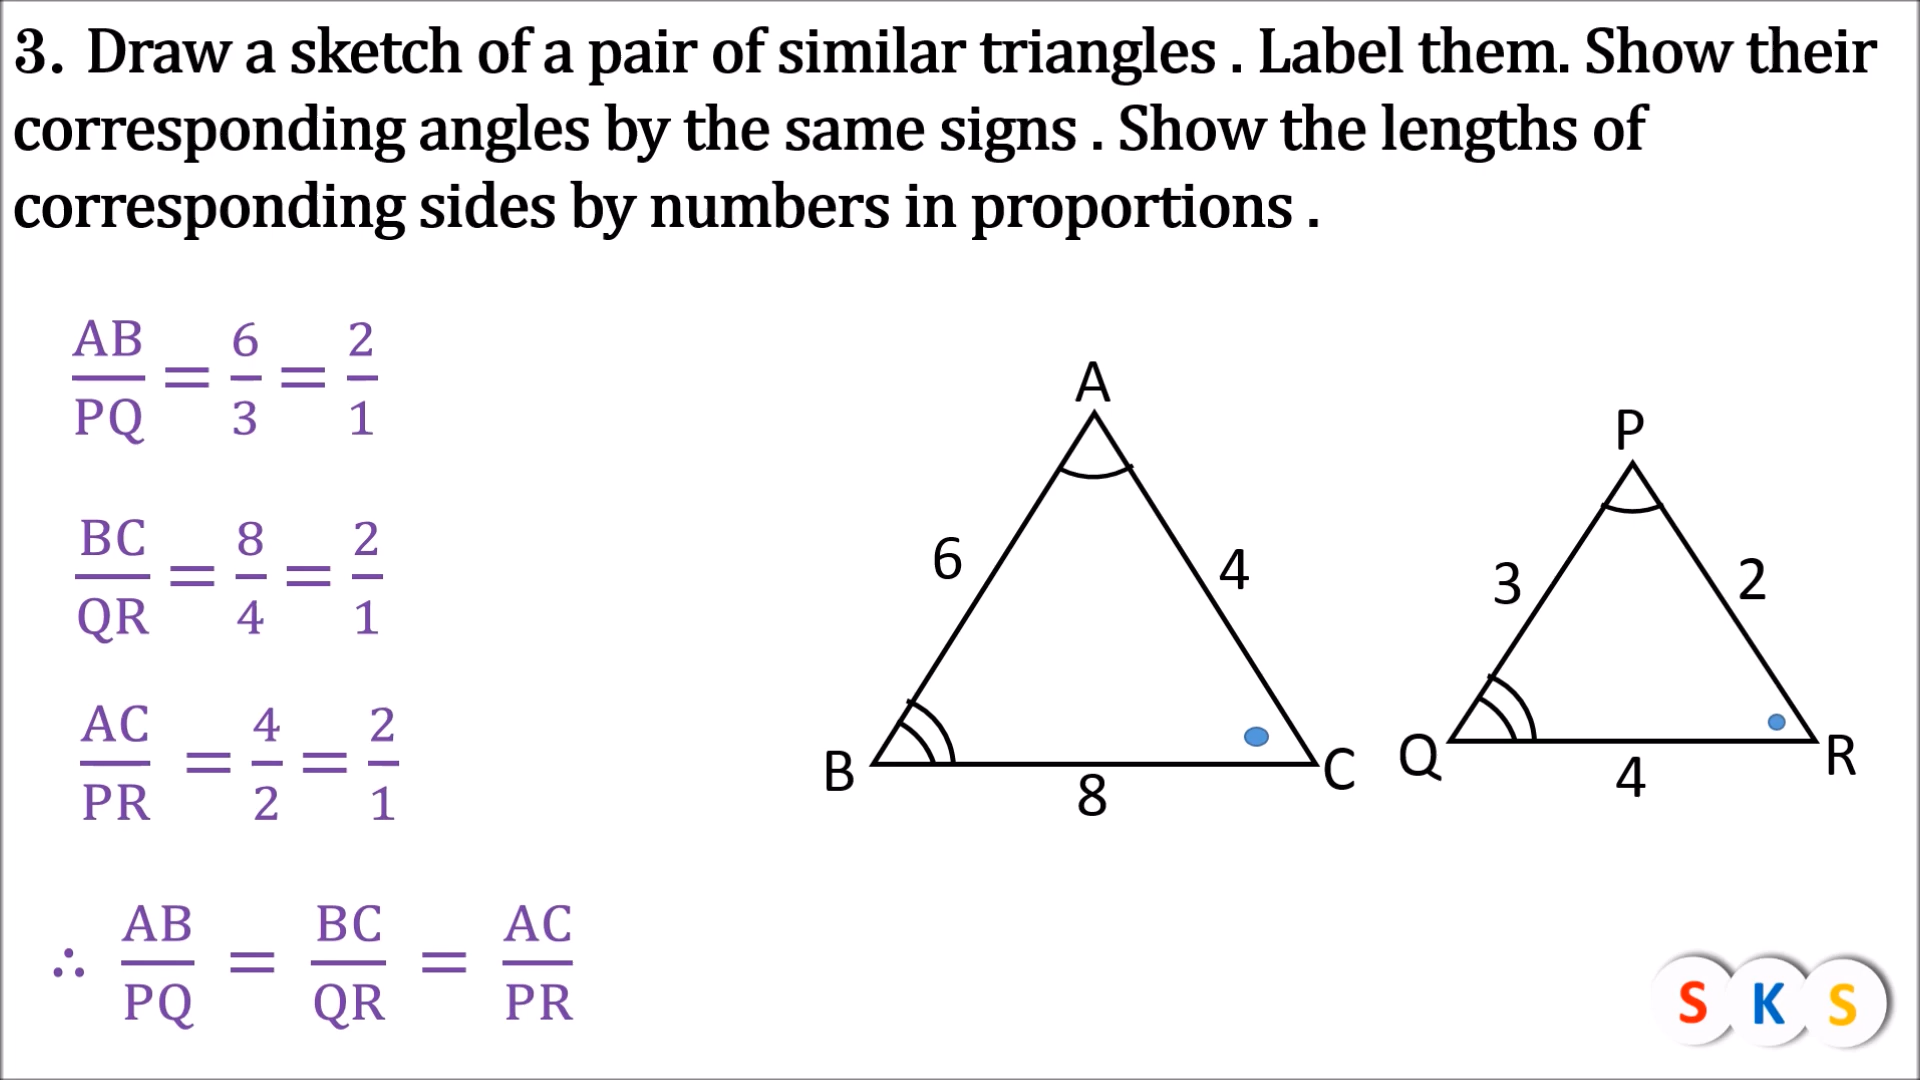 3. Draw a sketch of a pair of similar triangles . Label them. Show their
corresponding angles by the same signs . Show the lengths of
corresponding sides by numbers in proportions .
AB/PQ = 6/3 = 2/1
BC/QR = 8/4 = 2/1
AC/PR = 4/2 = 2/1
∴ AB/PQ = BC/QR = AC/PR
A
6
4
B
8
C
P
3
2
Q
4
R
S K S